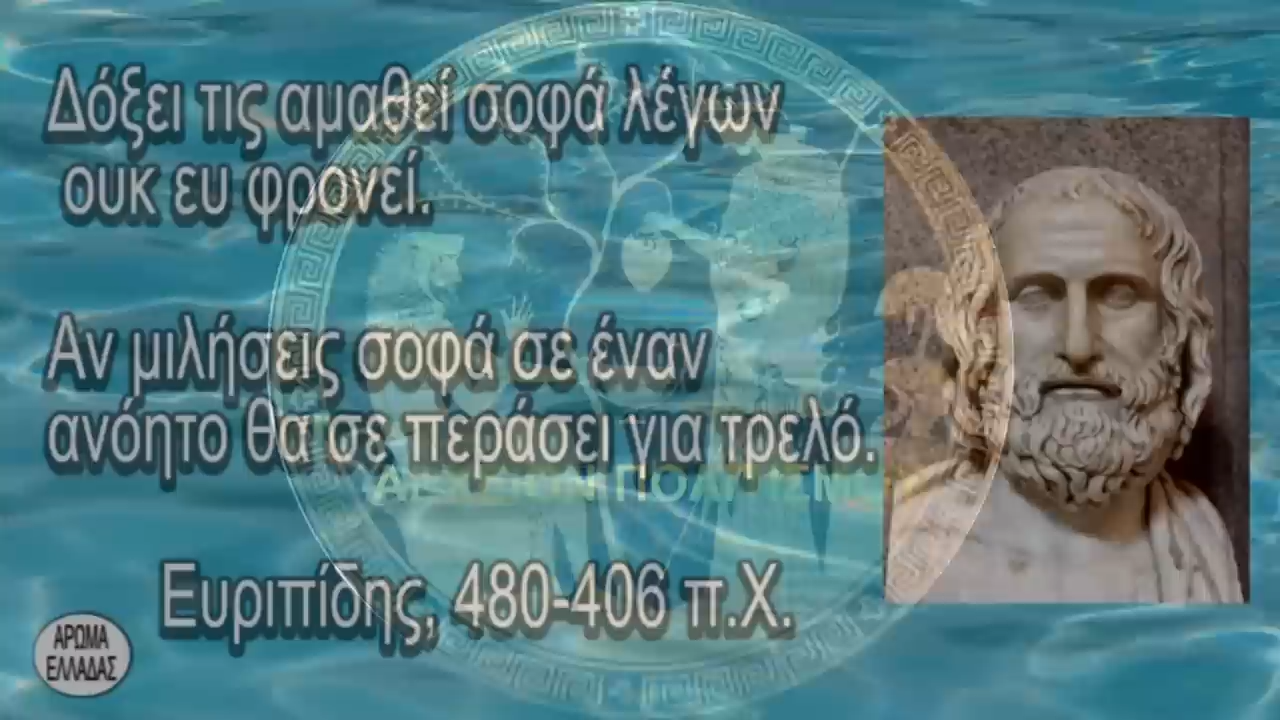 Δόξει τις αμαθεί σοφά λέγων
ουκ ευ φρονεί.
Αν μιλήσεις σοφά σε έναν
ανόητο θα σε περάσει για τρελό.
Ευριπίδης, 480-406 π.Χ.
ΑΡΩΜΑ
ΕΛΛΑΔΑΣ